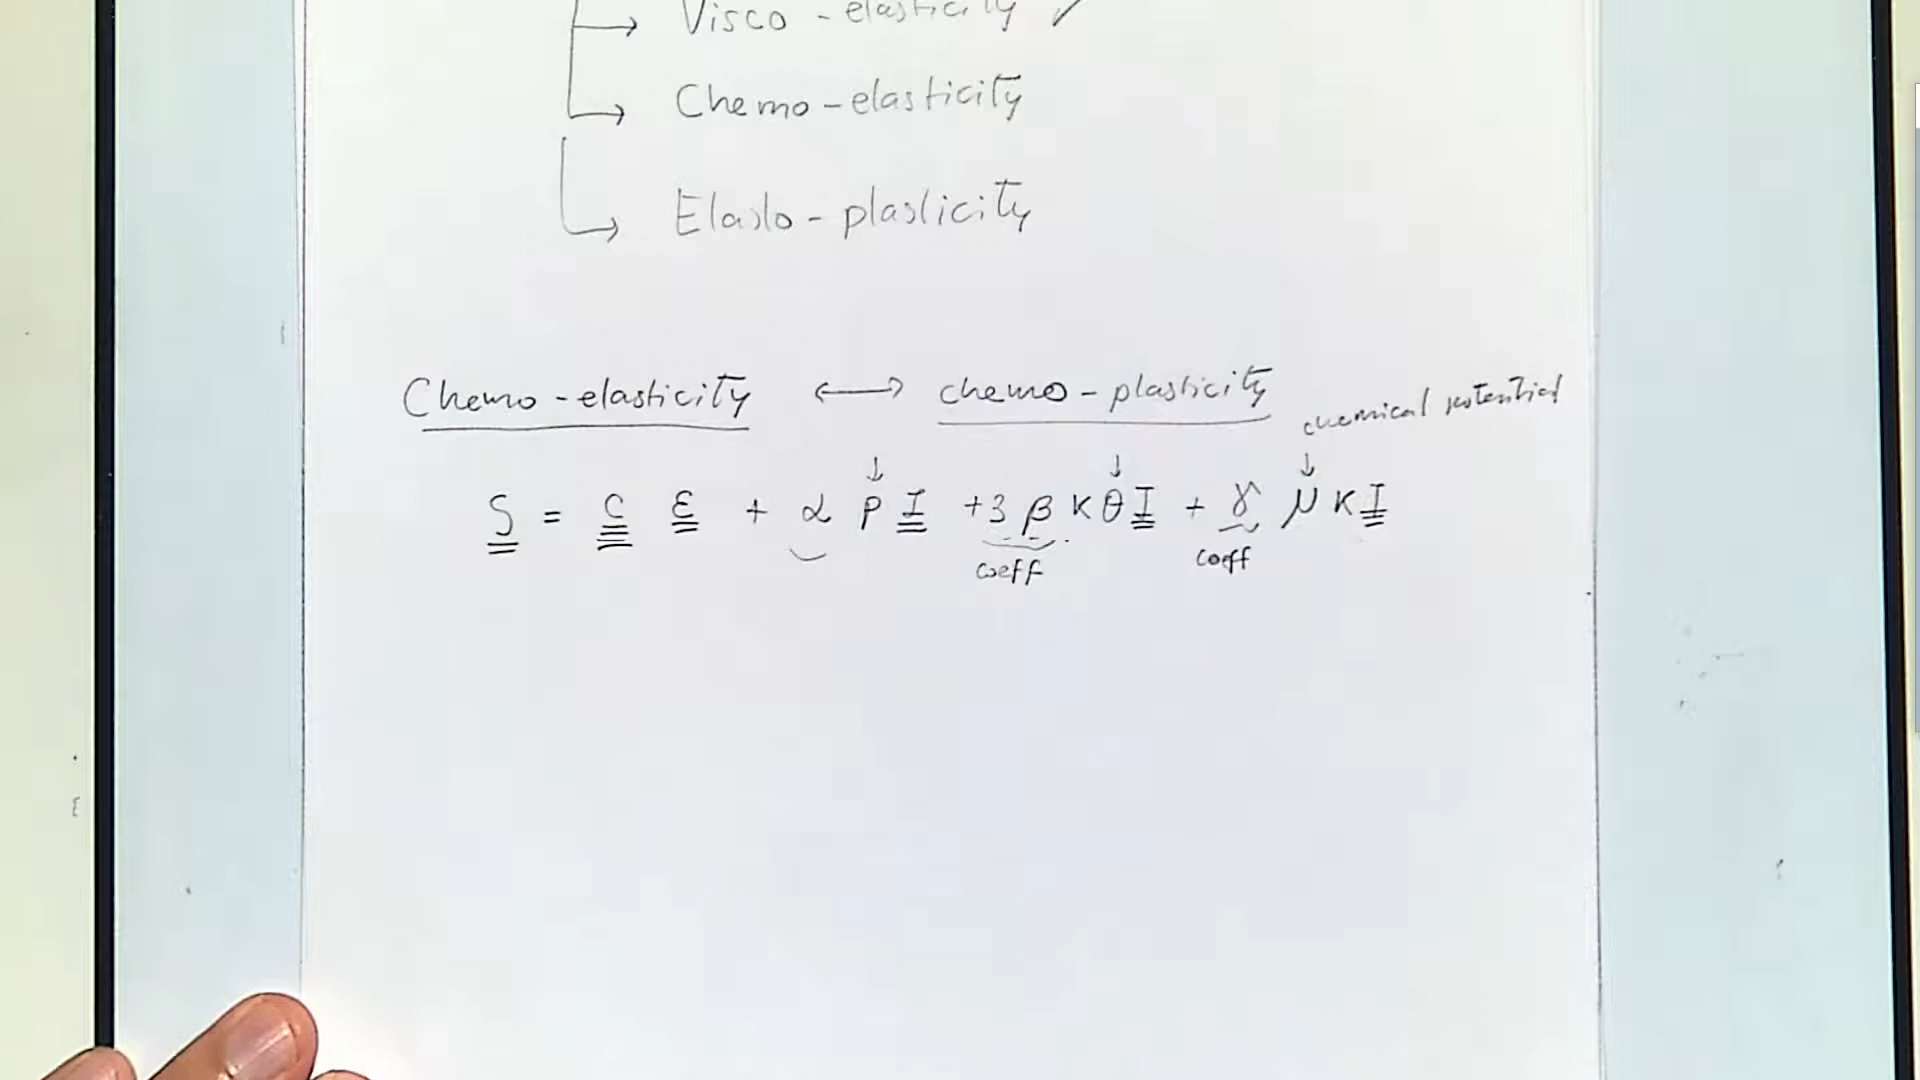 → Visco - elasticity ✓
→ Chemo - elasticity
→ Elasto - plasticity
Chemo - elasticity ⟷ chemo - plasticity
chemical potential
↓ ↓ ↓
S = C ε + α p I + 3 β K θ I + γ μ K I
coeff coeff